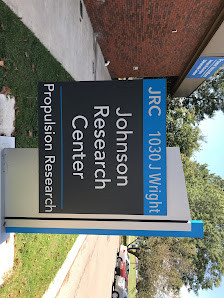 JRC 1030 J Wright
Johnson
Research
Center
Propulsion Research